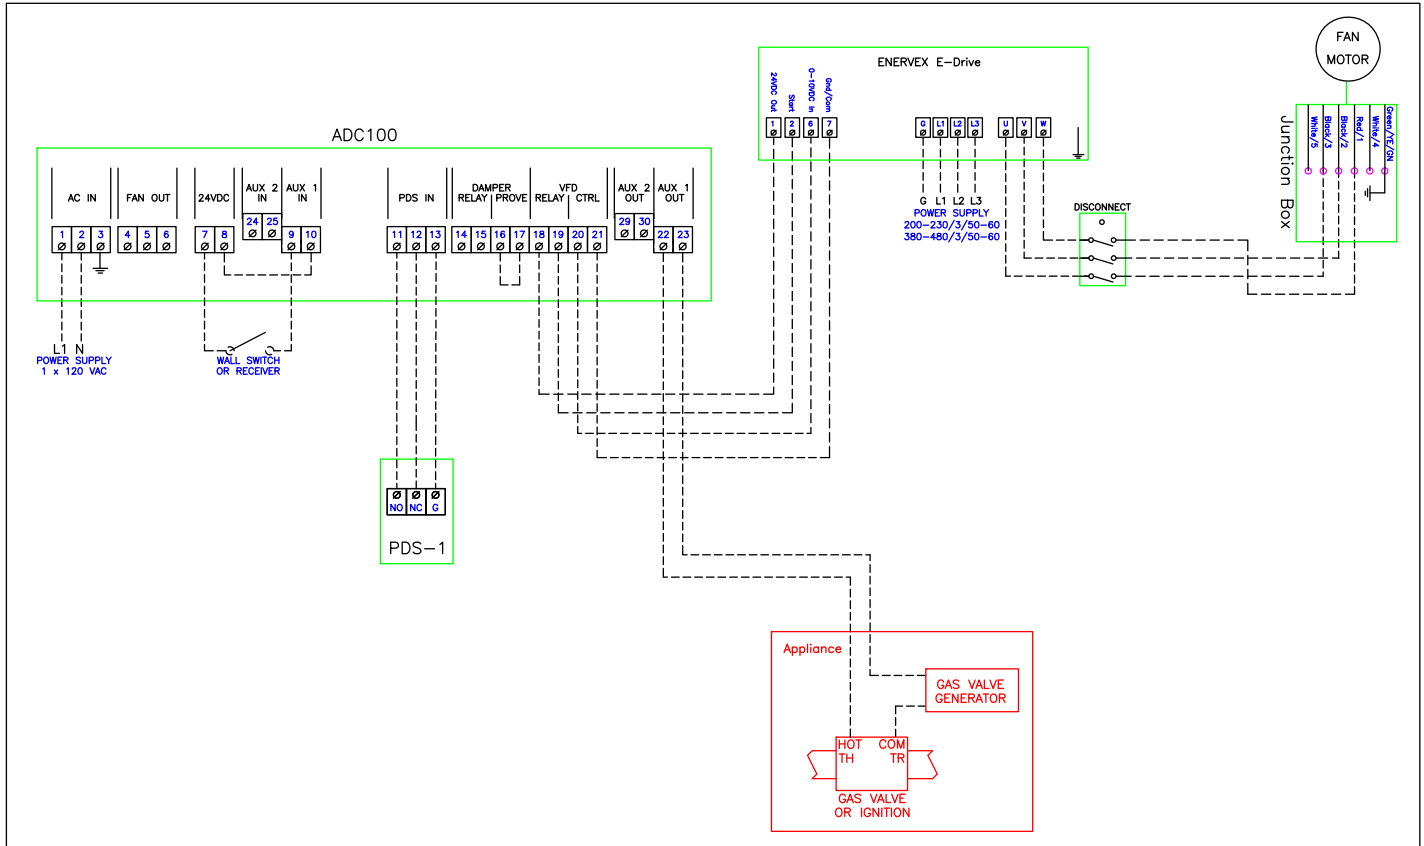 ADC100
AC IN
FAN OUT
24VDC
AUX 2
IN
AUX 1
IN
PDS IN
DAMPER
RELAY PROVE
VFD
RELAY CTRL
AUX 2
OUT
AUX 1
OUT
24 25
29 30
1 2 3
4 5 6
7 8
9 10
11 12 13
14 15 16 17 18 19 20 21
22 23
L1 N
POWER SUPPLY
1 x 120 VAC
WALL SWITCH
OR RECEIVER
NO NC G
PDS-1
ENERVEX E-Drive
24VDC Out
Start
0-10VDC In
Gnd/Com
1 2 6 7
G L1 L2 L3
U V W
G L1 L2 L3
POWER SUPPLY
200-230/3/50-60
380-480/3/50-60
DISCONNECT
FAN
MOTOR
Junction Box
White/5
Black/3
Black/2
Red/1
White/4
Green/YE/GN
Appliance
GAS VALVE
GENERATOR
HOT COM
TH TR
GAS VALVE
OR IGNITION